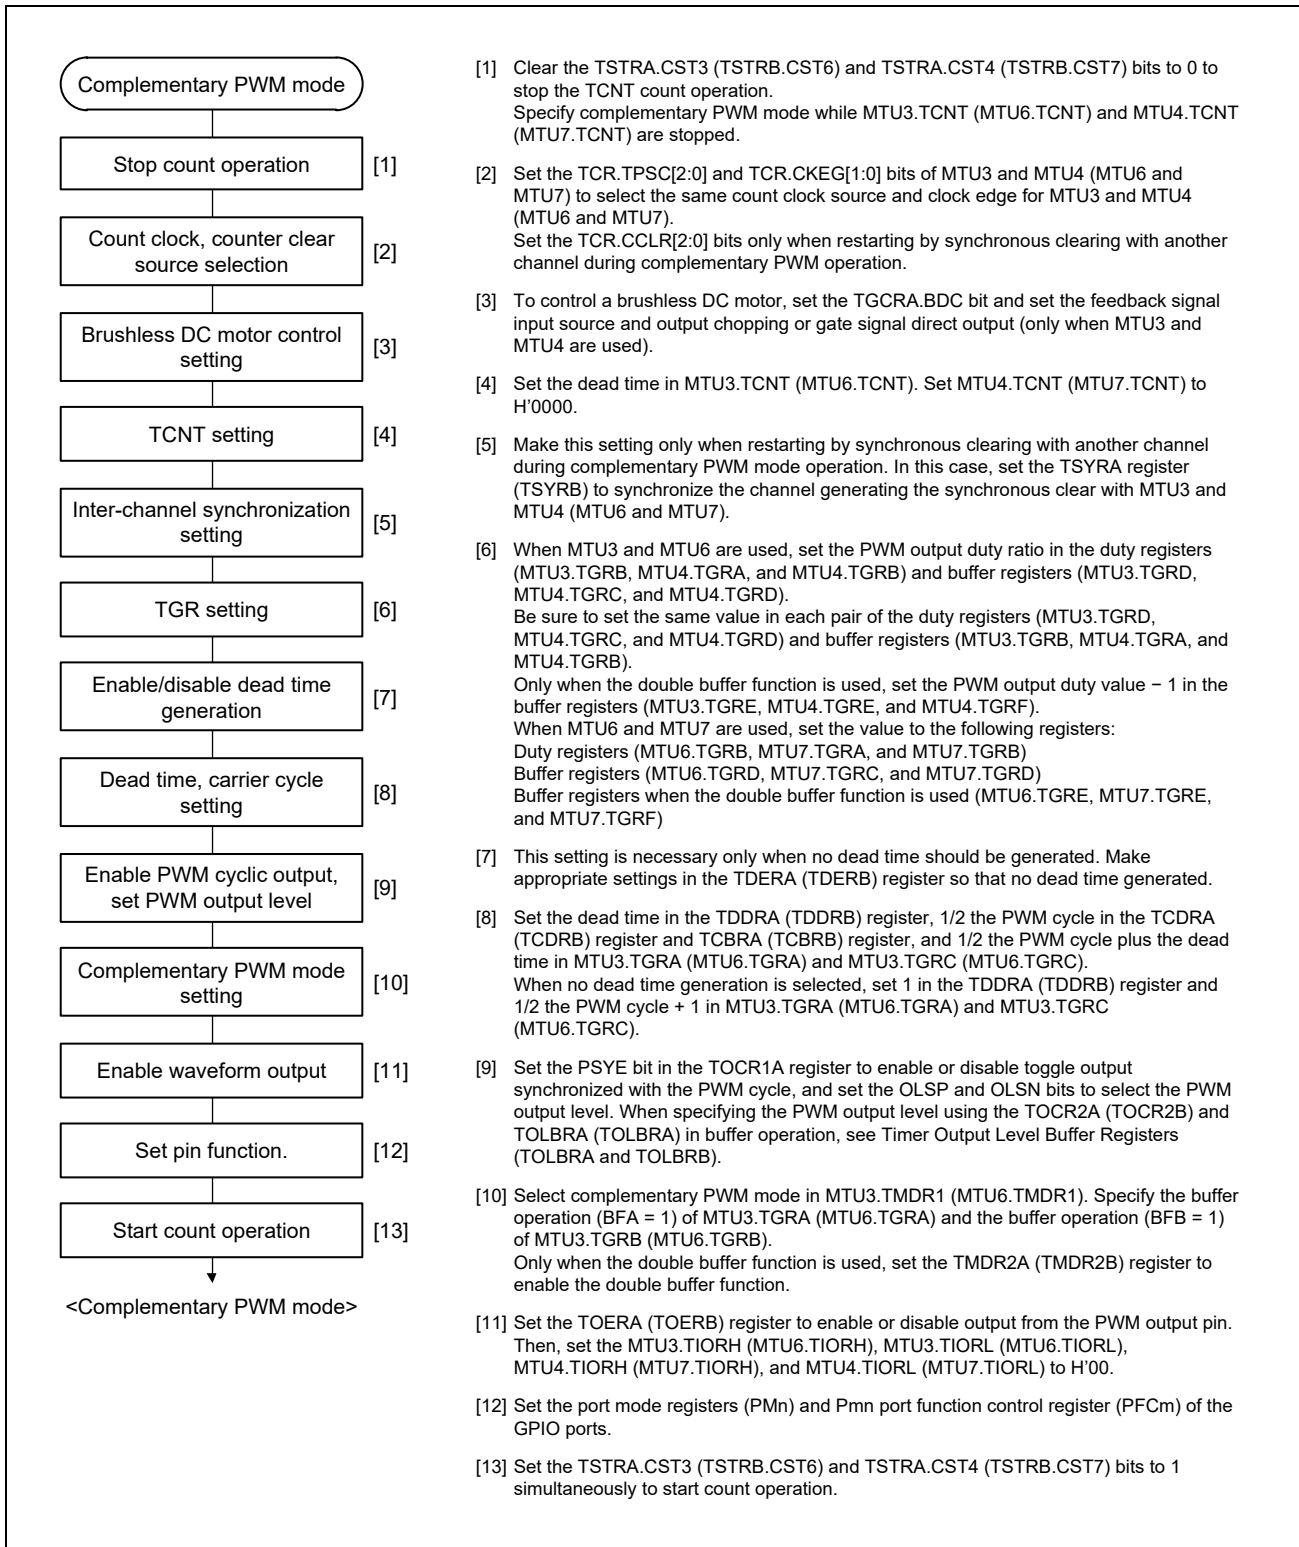 Complementary PWM mode
Stop count operation
[1]
Count clock, counter clear
source selection
[2]
Brushless DC motor control
setting
[3]
TCNT setting
[4]
Inter-channel synchronization
setting
[5]
TGR setting
[6]
Enable/disable dead time
generation
[7]
Dead time, carrier cycle
setting
[8]
Enable PWM cyclic output,
set PWM output level
[9]
Complementary PWM mode
setting
[10]
Enable waveform output
[11]
Set pin function.
[12]
Start count operation
[13]
<Complementary PWM mode>
[1] Clear the TSTRA.CST3 (TSTRB.CST6) and TSTRA.CST4 (TSTRB.CST7) bits to 0 to
stop the TCNT count operation.
Specify complementary PWM mode while MTU3.TCNT (MTU6.TCNT) and MTU4.TCNT
(MTU7.TCNT) are stopped.
[2] Set the TCR.TPSC[2:0] and TCR.CKEG[1:0] bits of MTU3 and MTU4 (MTU6 and
MTU7) to select the same count clock source and clock edge for MTU3 and MTU4
(MTU6 and MTU7).
Set the TCR.CCLR[2:0] bits only when restarting by synchronous clearing with another
channel during complementary PWM operation.
[3] To control a brushless DC motor, set the TGCRA.BDC bit and set the feedback signal
input source and output chopping or gate signal direct output (only when MTU3 and
MTU4 are used).
[4] Set the dead time in MTU3.TCNT (MTU6.TCNT). Set MTU4.TCNT (MTU7.TCNT) to
H'0000.
[5] Make this setting only when restarting by synchronous clearing with another channel
during complementary PWM mode operation. In this case, set the TSYRA register
(TSYRB) to synchronize the channel generating the synchronous clear with MTU3 and
MTU4 (MTU6 and MTU7).
[6] When MTU3 and MTU6 are used, set the PWM output duty ratio in the duty registers
(MTU3.TGRB, MTU4.TGRA, and MTU4.TGRB) and buffer registers (MTU3.TGRD,
MTU4.TGRC, and MTU4.TGRD).
Be sure to set the same value in each pair of the duty registers (MTU3.TGRD,
MTU4.TGRC, and MTU4.TGRD) and buffer registers (MTU3.TGRB, MTU4.TGRA, and
MTU4.TGRB).
Only when the double buffer function is used, set the PWM output duty value − 1 in the
buffer registers (MTU3.TGRE, MTU4.TGRE, and MTU4.TGRF).
When MTU6 and MTU7 are used, set the value to the following registers:
Duty registers (MTU6.TGRB, MTU7.TGRA, and MTU7.TGRB)
Buffer registers (MTU6.TGRD, MTU7.TGRC, and MTU7.TGRD)
Buffer registers when the double buffer function is used (MTU6.TGRE, MTU7.TGRE,
and MTU7.TGRF)
[7] This setting is necessary only when no dead time should be generated. Make
appropriate settings in the TDERA (TDERB) register so that no dead time generated.
[8] Set the dead time in the TDDRA (TDDRB) register, 1/2 the PWM cycle in the TCDRA
(TCDRB) register and TCBRA (TCBRB) register, and 1/2 the PWM cycle plus the dead
time in MTU3.TGRA (MTU6.TGRA) and MTU3.TGRC (MTU6.TGRC).
When no dead time generation is selected, set 1 in the TDDRA (TDDRB) register and
1/2 the PWM cycle + 1 in MTU3.TGRA (MTU6.TGRA) and MTU3.TGRC
(MTU6.TGRC).
[9] Set the PSYE bit in the TOCR1A register to enable or disable toggle output
synchronized with the PWM cycle, and set the OLSP and OLSN bits to select the PWM
output level. When specifying the PWM output level using the TOCR2A (TOCR2B) and
TOLBRA (TOLBRA) in buffer operation, see Timer Output Level Buffer Registers
(TOLBRA and TOLBRB).
[10] Select complementary PWM mode in MTU3.TMDR1 (MTU6.TMDR1). Specify the buffer
operation (BFA = 1) of MTU3.TGRA (MTU6.TGRA) and the buffer operation (BFB = 1)
of MTU3.TGRB (MTU6.TGRB).
Only when the double buffer function is used, set the TMDR2A (TMDR2B) register to
enable the double buffer function.
[11] Set the TOERA (TOERB) register to enable or disable output from the PWM output pin.
Then, set the MTU3.TIORH (MTU6.TIORH), MTU3.TIORL (MTU6.TIORL),
MTU4.TIORH (MTU7.TIORH), and MTU4.TIORL (MTU7.TIORL) to H'00.
[12] Set the port mode registers (PMn) and Pmn port function control register (PFCm) of the
GPIO ports.
[13] Set the TSTRA.CST3 (TSTRB.CST6) and TSTRA.CST4 (TSTRB.CST7) bits to 1
simultaneously to start count operation.